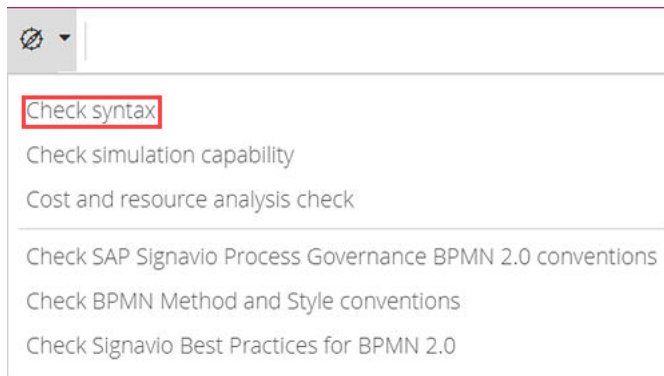 Check syntax
Check simulation capability
Cost and resource analysis check
Check SAP Signavio Process Governance BPMN 2.0 conventions
Check BPMN Method and Style conventions
Check Signavio Best Practices for BPMN 2.0